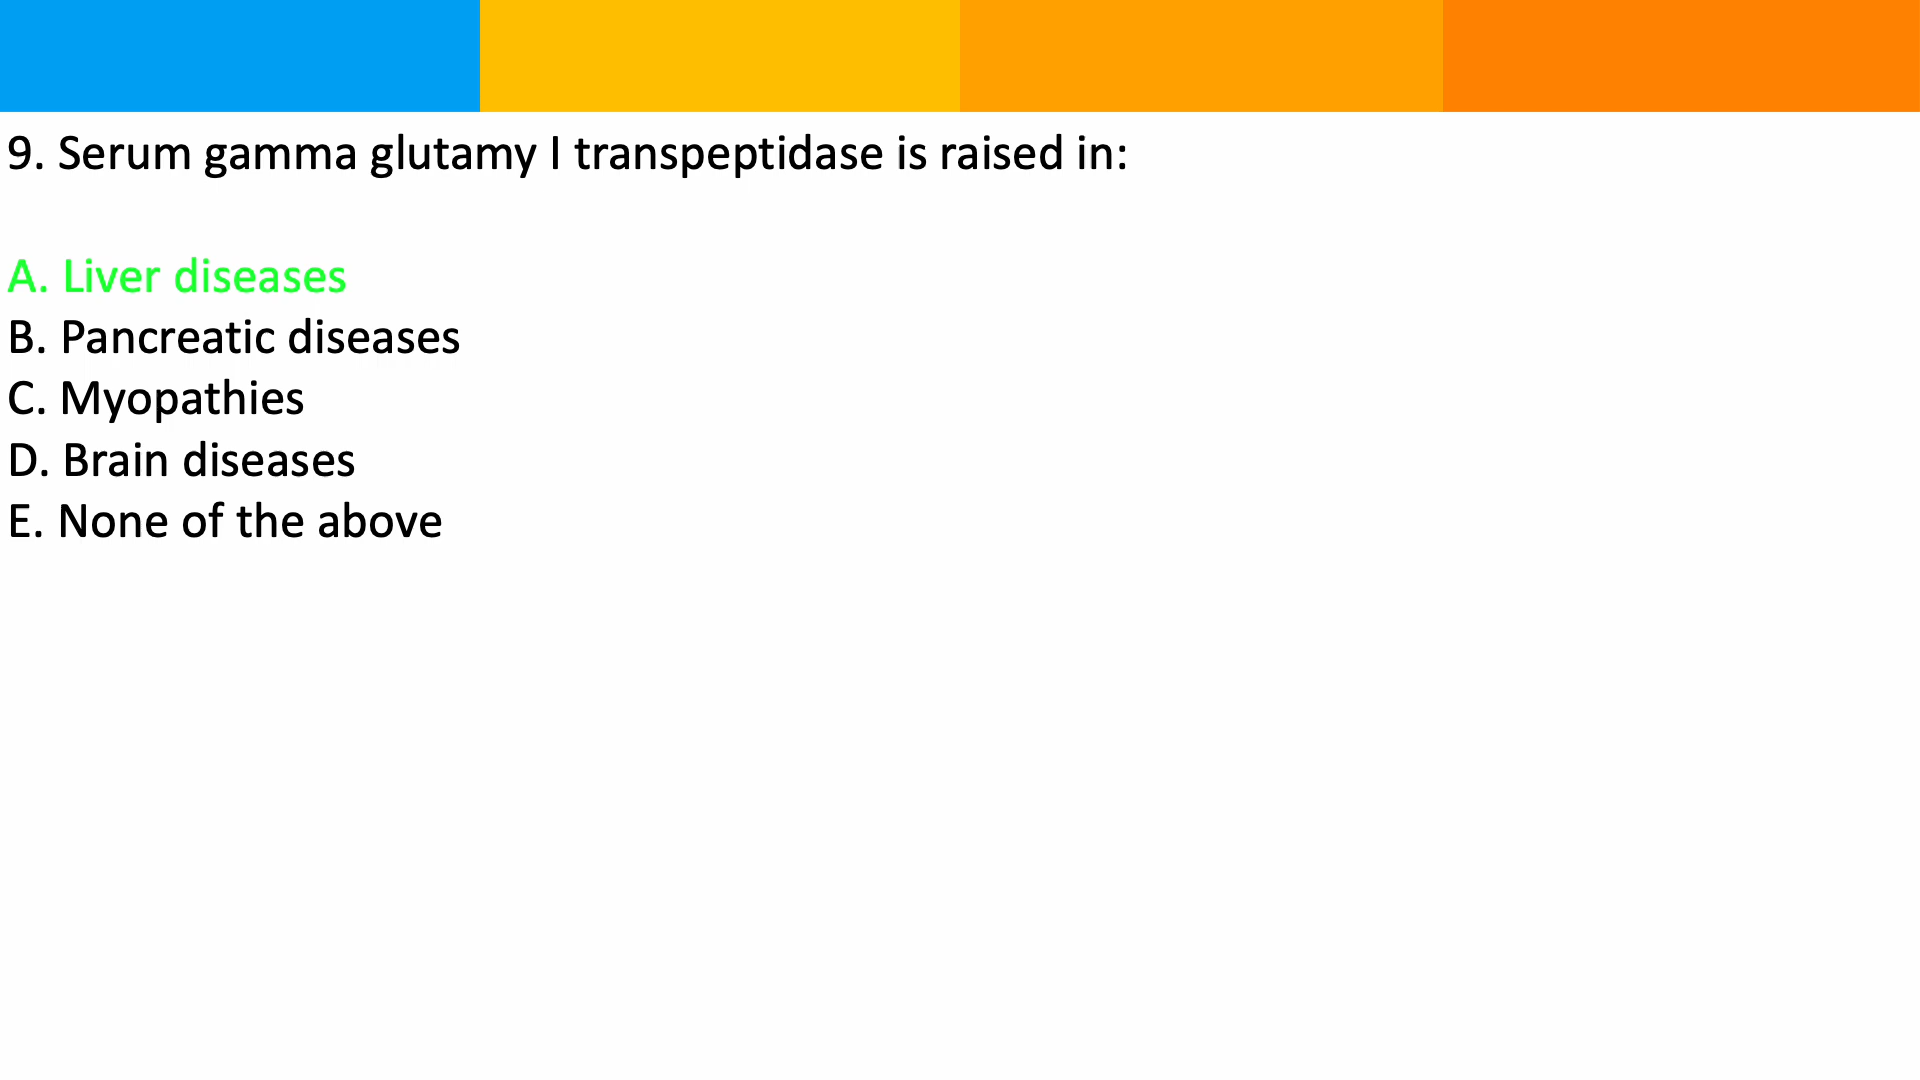 9. Serum gamma glutamy I transpeptidase is raised in:
A. Liver diseases
B. Pancreatic diseases
C. Myopathies
D. Brain diseases
E. None of the above